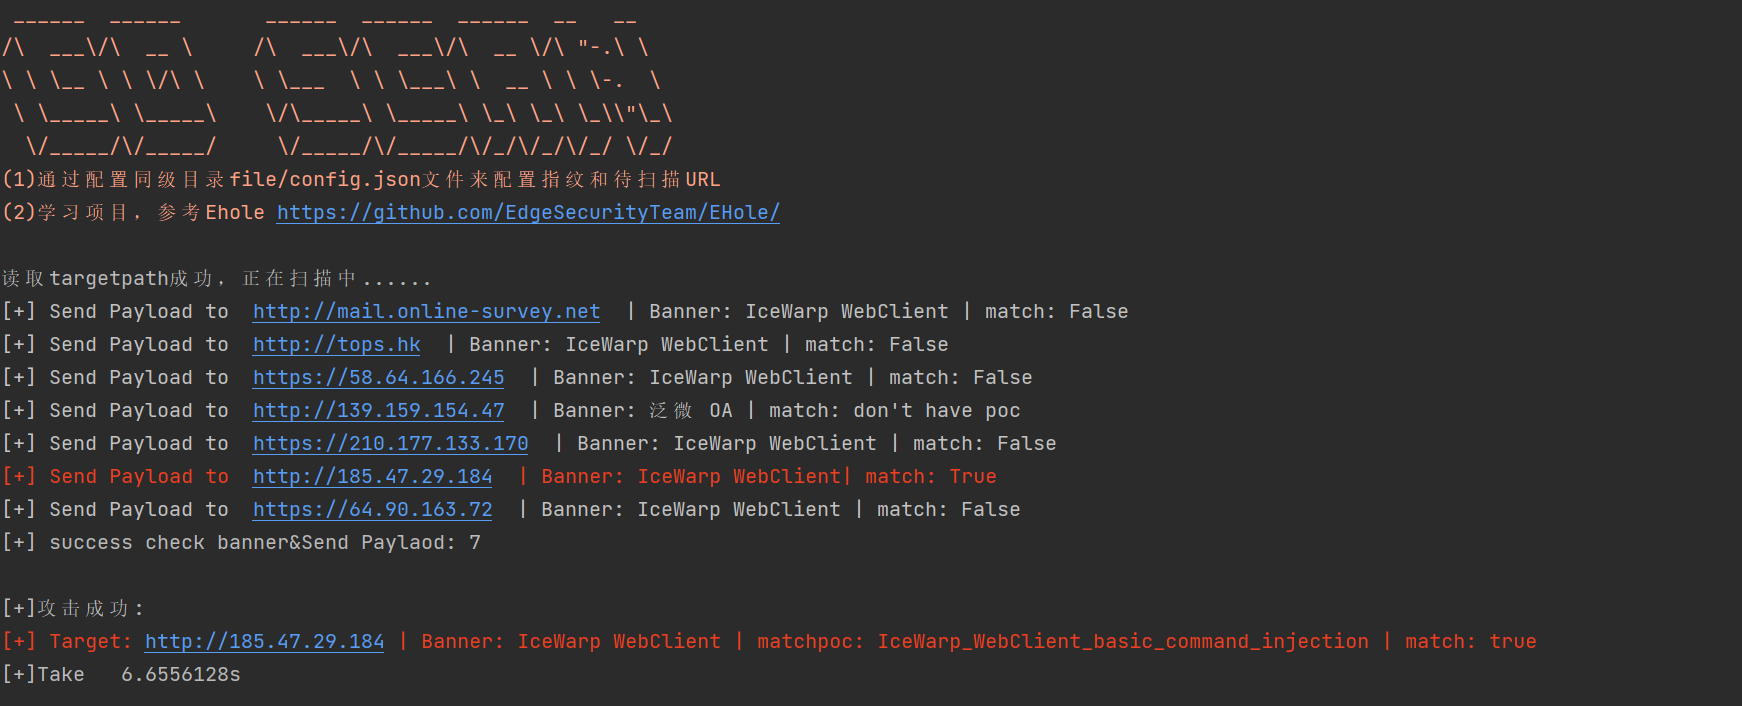 ______  ______       ______  ______  ______  __   __
/\  ___\/\  __ \     /\  ___\/\  ___\/\  __ \/\ "-.\ \
\ \ \__ \ \ \/\ \    \ \___  \ \ \___\ \  __ \ \ \-.  \
 \ \_____\ \_____\    \/\_____\ \_____\ \_\ \_\ \_\\"\_\
  \/_____/\/_____/     \/_____/\/_____/\/_/\/_/\/_/ \/_/
(1)通过配置同级目录file/config.json文件来配置指纹和待扫描URL
(2)学习项目，参考Ehole https://github.com/EdgeSecurityTeam/EHole/
读取targetpath成功，正在扫描中......
[+] Send Payload to  http://mail.online-survey.net  | Banner: IceWarp WebClient | match: False
[+] Send Payload to  http://tops.hk  | Banner: IceWarp WebClient | match: False
[+] Send Payload to  https://58.64.166.245  | Banner: IceWarp WebClient | match: False
[+] Send Payload to  http://139.159.154.47  | Banner: 泛微 OA | match: don't have poc
[+] Send Payload to  https://210.177.133.170  | Banner: IceWarp WebClient | match: False
[+] Send Payload to  http://185.47.29.184  | Banner: IceWarp WebClient| match: True
[+] Send Payload to  https://64.90.163.72  | Banner: IceWarp WebClient | match: False
[+] success check banner&Send Paylaod: 7
[+]攻击成功:
[+] Target: http://185.47.29.184 | Banner: IceWarp WebClient | matchpoc: IceWarp_WebClient_basic_command_injection | match: true
[+]Take   6.6556128s